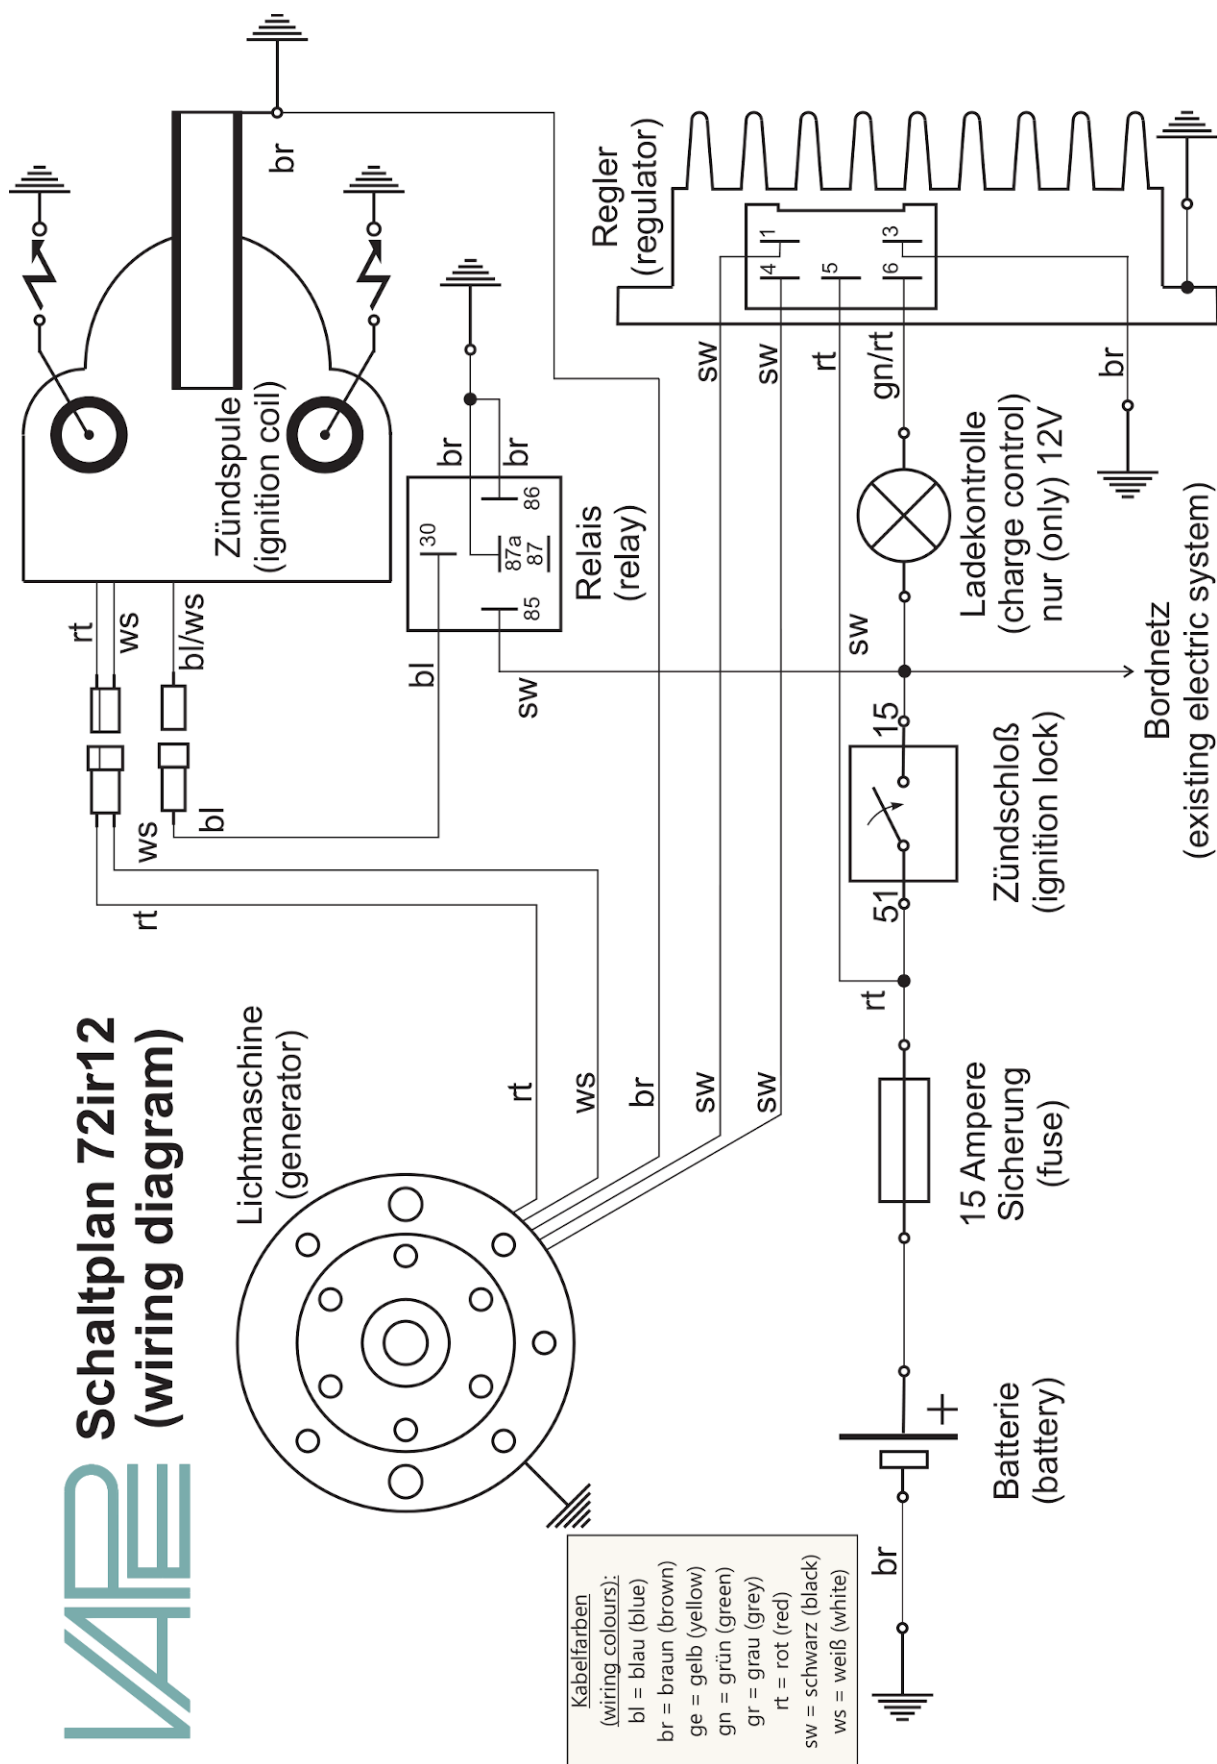 VAPE
Schaltplan 72ir12
(wiring diagram)
br
Zündspule
(ignition coil)
rt
ws
bl/ws
ws
rt
bl
Lichtmaschine
(generator)
rt
ws
br
sw
sw
br
br
30
86
87a
87
85
Relais
(relay)
bl
sw
Regler
(regulator)
1
3
4
5
6
sw
sw
rt
gn/rt
br
Ladekontrolle
(charge control)
nur (only) 12V
sw
Bordnetz
(existing electric system)
15
51
Zündschloß
(ignition lock)
rt
15 Ampere
Sicherung
(fuse)
Batterie
(battery)
+
br
Kabelfarben
(wiring colours):
bl = blau (blue)
br = braun (brown)
ge = gelb (yellow)
gn = grün (green)
gr = grau (grey)
rt = rot (red)
sw = schwarz (black)
ws = weiß (white)